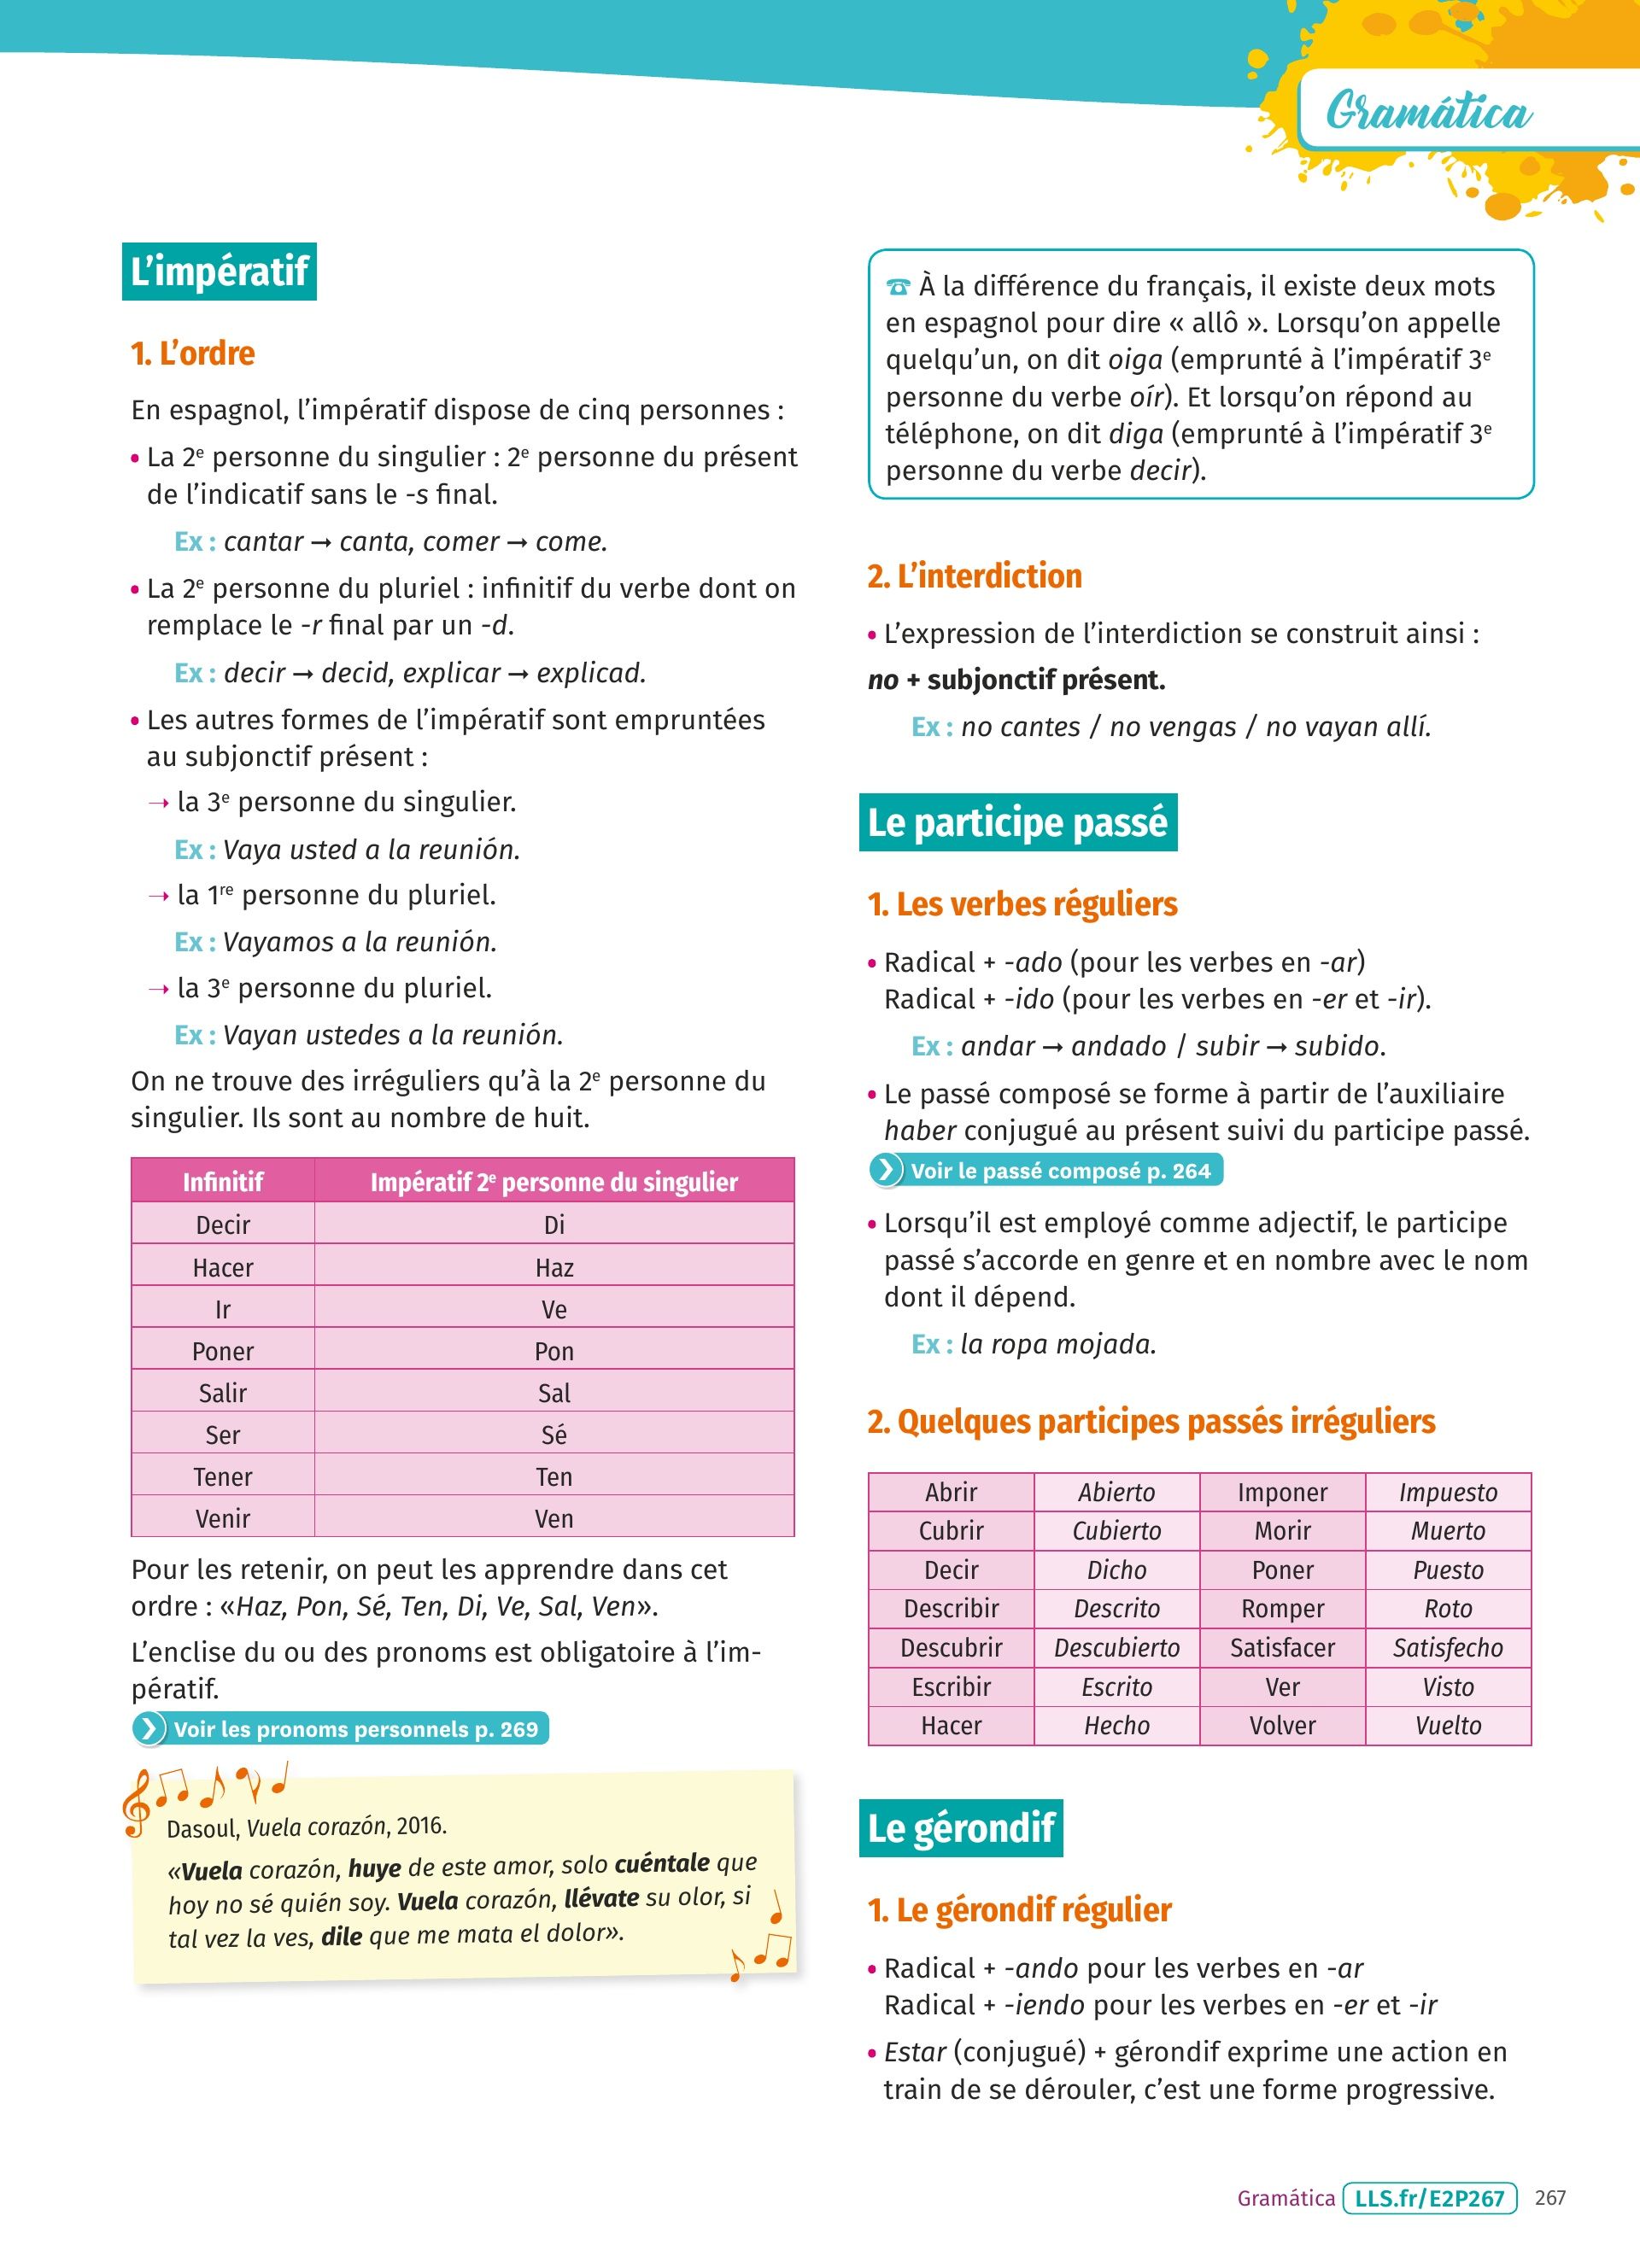 Gramática
L'impératif
1. L'ordre
En espagnol, l'impératif dispose de cinq personnes :
• La 2e personne du singulier : 2e personne du présent
de l'indicatif sans le -s final.
Ex : cantar → canta, comer → come.
• La 2e personne du pluriel : infinitif du verbe dont on
remplace le -r final par un -d.
Ex : decir → decid, explicar → explicad.
• Les autres formes de l'impératif sont empruntées
au subjonctif présent :
→ la 3e personne du singulier.
Ex : Vaya usted a la reunión.
→ la 1re personne du pluriel.
Ex : Vayamos a la reunión.
→ la 3e personne du pluriel.
Ex : Vayan ustedes a la reunión.
On ne trouve des irréguliers qu'à la 2e personne du
singulier. Ils sont au nombre de huit.
Infinitif Impératif 2e personne du singulier
Decir Di
Hacer Haz
Ir Ve
Poner Pon
Salir Sal
Ser Sé
Tener Ten
Venir Ven
Pour les retenir, on peut les apprendre dans cet
ordre : «Haz, Pon, Sé, Ten, Di, Ve, Sal, Ven».
L'enclise du ou des pronoms est obligatoire à l'im-
pératif.
Voir les pronoms personnels p. 269
Dasoul, Vuela corazón, 2016.
«Vuela corazón, huye de este amor, solo cuéntale que
hoy no sé quién soy. Vuela corazón, llévate su olor, si
tal vez la ves, dile que me mata el dolor».
☎ À la différence du français, il existe deux mots
en espagnol pour dire « allô ». Lorsqu'on appelle
quelqu'un, on dit oiga (emprunté à l'impératif 3e
personne du verbe oír). Et lorsqu'on répond au
téléphone, on dit diga (emprunté à l'impératif 3e
personne du verbe decir).
2. L'interdiction
• L'expression de l'interdiction se construit ainsi :
no + subjonctif présent.
Ex : no cantes / no vengas / no vayan allí.
Le participe passé
1. Les verbes réguliers
• Radical + -ado (pour les verbes en -ar)
Radical + -ido (pour les verbes en -er et -ir).
Ex : andar → andado / subir → subido.
• Le passé composé se forme à partir de l'auxiliaire
haber conjugué au présent suivi du participe passé.
Voir le passé composé p. 264
• Lorsqu'il est employé comme adjectif, le participe
passé s'accorde en genre et en nombre avec le nom
dont il dépend.
Ex : la ropa mojada.
2. Quelques participes passés irréguliers
Abrir Abierto Imponer Impuesto
Cubrir Cubierto Morir Muerto
Decir Dicho Poner Puesto
Describir Descrito Romper Roto
Descubrir Descubierto Satisfacer Satisfecho
Escribir Escrito Ver Visto
Hacer Hecho Volver Vuelto
Le gérondif
1. Le gérondif régulier
• Radical + -ando pour les verbes en -ar
Radical + -iendo pour les verbes en -er et -ir
• Estar (conjugué) + gérondif exprime une action en
train de se dérouler, c'est une forme progressive.
Gramática LLS.fr/E2P267 267